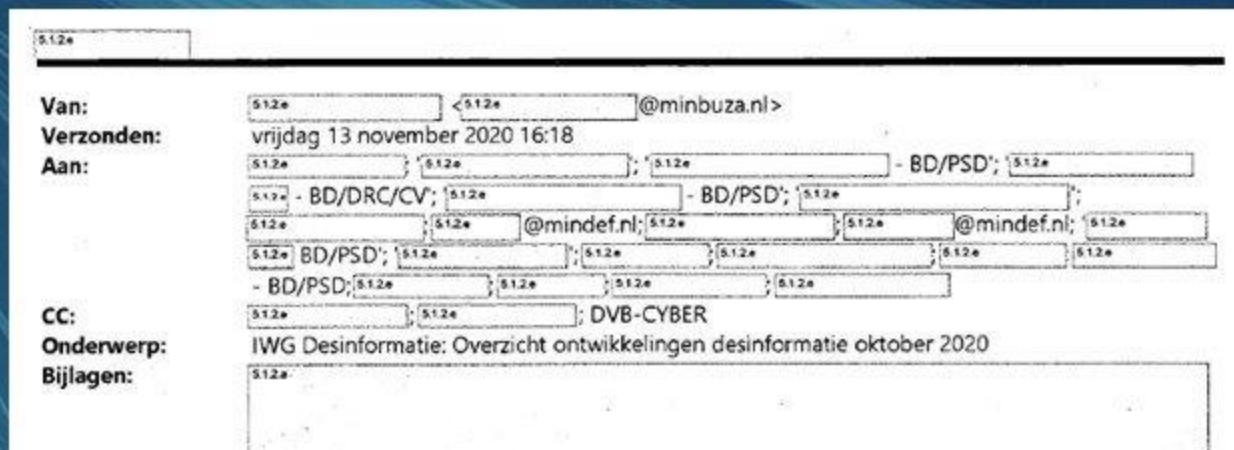 5.1.2e
Van: 5.1.2e <5.1.2e @minbuza.nl>
Verzonden: vrijdag 13 november 2020 16:18
Aan: 5.1.2e ; '5.1.2e '; '5.1.2e - BD/PSD'; '5.1.2e
5.1.2e - BD/DRC/CV'; '5.1.2e - BD/PSD'; '5.1.2e ';
5.1.2e ; 5.1.2e @mindef.nl; 5.1.2e ; 5.1.2e @mindef.nl; '5.1.2e
5.1.2e BD/PSD'; '5.1.2e '; 5.1.2e ; 5.1.2e ; 5.1.2e ; 5.1.2e
- BD/PSD; 5.1.2e ; 5.1.2e ; 5.1.2e ; 5.1.2e
CC: 5.1.2e ; 5.1.2e ; DVB-CYBER
Onderwerp: IWG Desinformatie: Overzicht ontwikkelingen desinformatie oktober 2020
Bijlagen: 5.1.2e